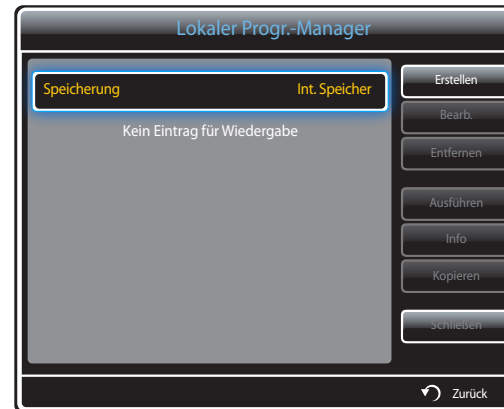 Lokaler Progr.-Manager
Speicherung Int. Speicher
Kein Eintrag für Wiedergabe
Erstellen
Bearb.
Entfernen
Ausführen
Info
Kopieren
Schließen
Zurück